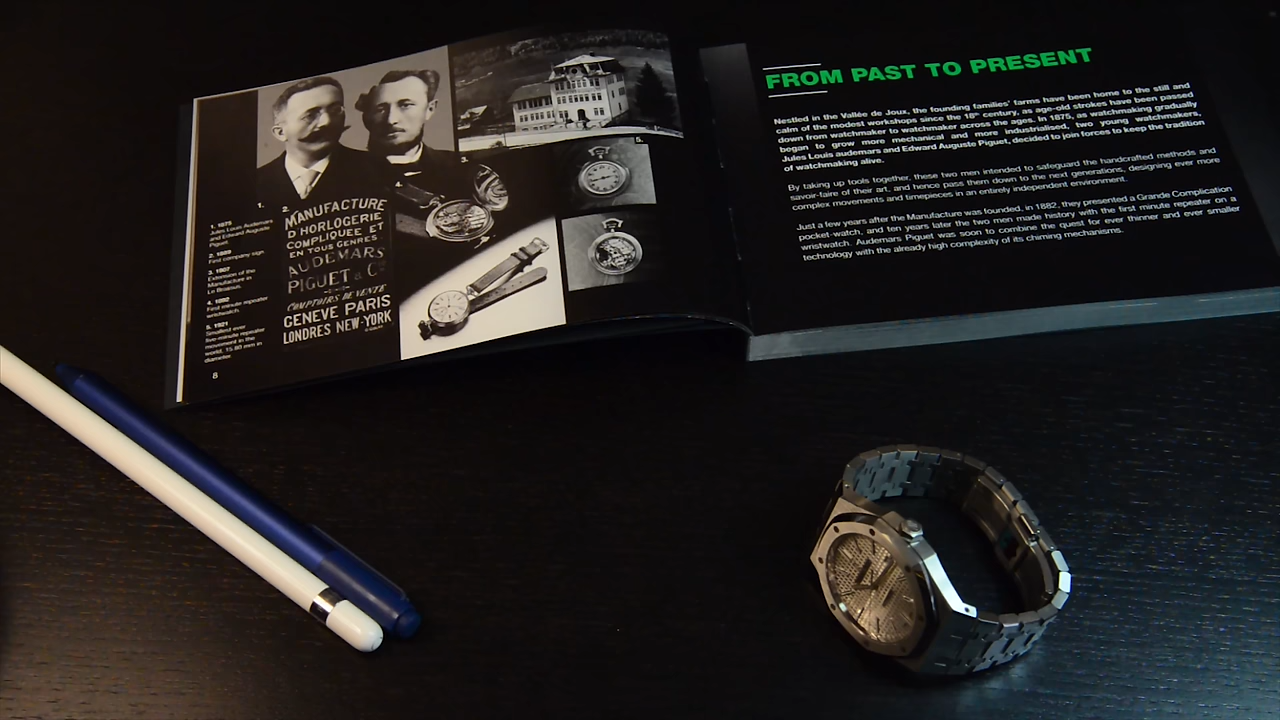 1.
2.
3.
4.
5.
1. 1875
Jules Louis Audemars
and Edward Auguste
Piguet.
2. 1889
First company sign.
3. 1907
Extension of the
Manufacture in
Le Brassus.
4. 1892
First minute repeater
wristwatch.
5. 1921
Smallest ever
five-minute repeater
movement in the
world, 15.80 mm in
diameter.
8
MANUFACTURE
D'HORLOGERIE
COMPLIQUÉE ET
EN TOUS GENRES
AUDEMARS
PIGUET & Cie
COMPTOIRS DE VENTE
GENÈVE PARIS
LONDRES NEW-YORK
FROM PAST TO PRESENT
Nestled in the Vallée de Joux, the founding families' farms have been home to the still and
calm of the modest workshops since the 18th century, as age-old strokes have been passed
down from watchmaker to watchmaker across the ages. In 1875, as watchmaking gradually
began to grow more mechanical and more industrialised, two young watchmakers,
Jules Louis audemars and Edward Auguste Piguet, decided to join forces to keep the tradition
of watchmaking alive.
By taking up tools together, these two men intended to safeguard the handcrafted methods and
savoir-faire of their art, and hence pass them down to the next generations, designing ever more
complex movements and timepieces in an entirely independent environment.
Just a few years after the Manufacture was founded, in 1882, they presented a Grande Complication
pocket-watch, and ten years later the two men made history with the first minute repeater on a
wristwatch. Audemars Piguet was soon to combine the quest for ever thinner and ever smaller
technology with the already high complexity of its chiming mechanisms.